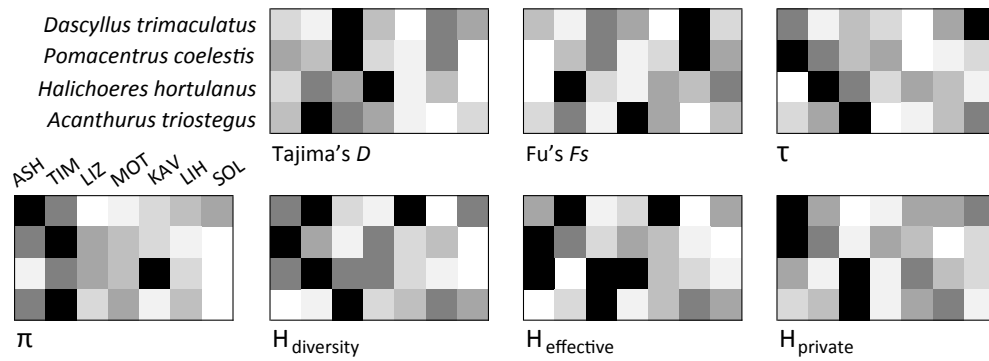 Dascyllus trimaculatus
Pomacentrus coelestis
Halichoeres hortulanus
Acanthurus triostegus
Tajima's D
Fu's Fs
τ
ASH TIM LIZ MOT KAV LIH SOL
π
H diversity
H effective
H private